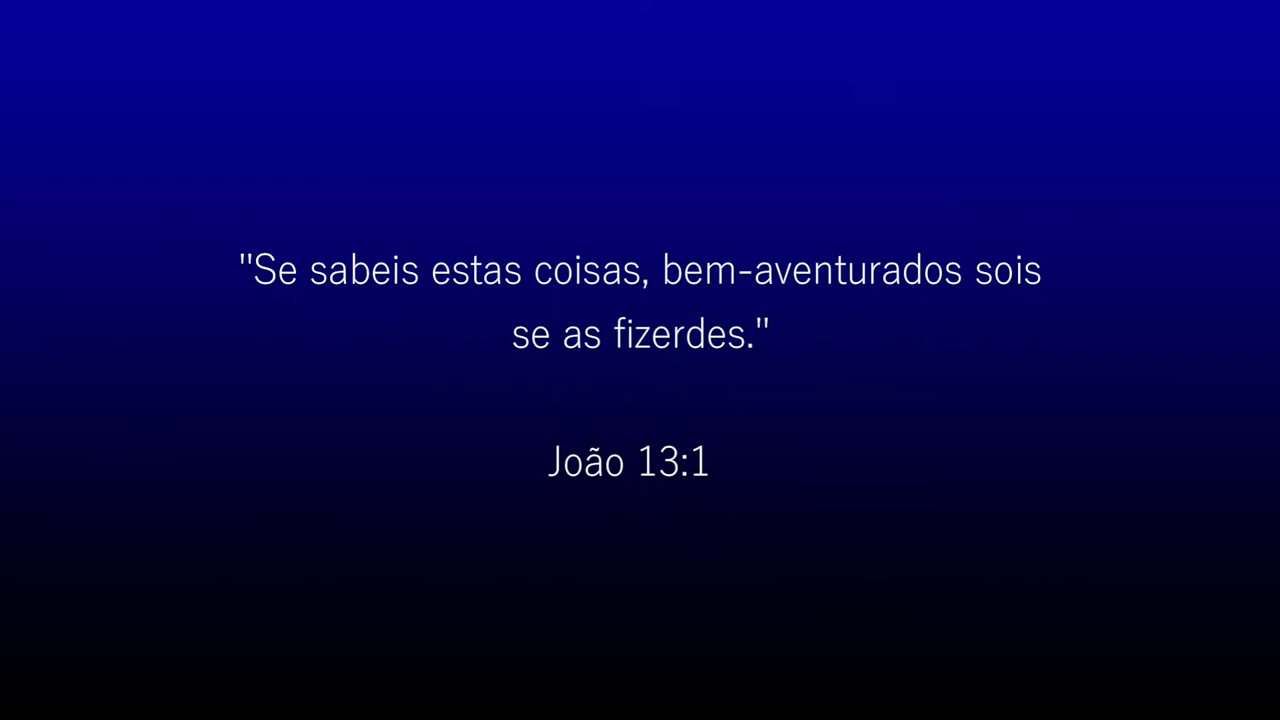 "Se sabeis estas coisas, bem-aventurados sois
se as fizerdes."
João 13:1